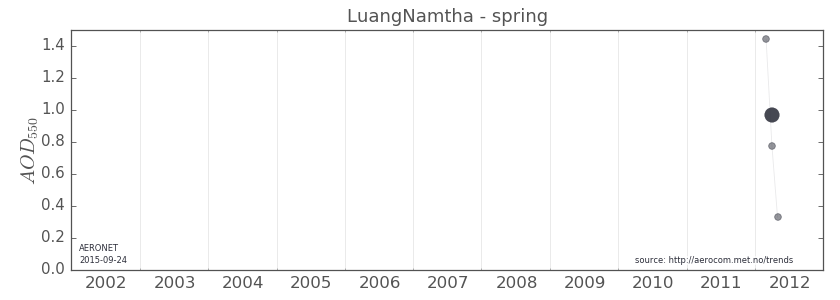 LuangNamtha - spring
AOD550
1.4
1.2
1.0
0.8
0.6
0.4
0.2
0.0
AERONET
2015-09-24
source: http://aerocom.met.no/trends
2002 2003 2004 2005 2006 2007 2008 2009 2010 2011 2012